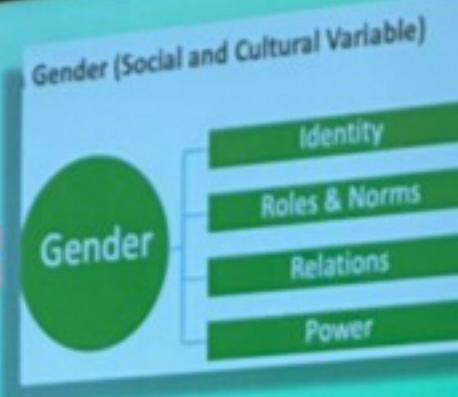 Gender (Social and Cultural Variable)
Gender
Identity
Roles & Norms
Relations
Power